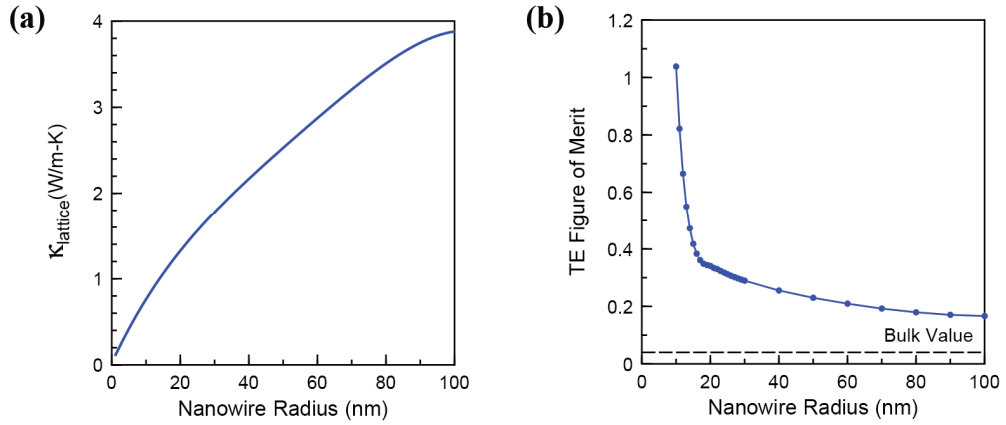 (a)
4
3
2
1
0
0 20 40 60 80 100
κlattice(W/m-K)
Nanowire Radius (nm)
(b)
1.2
1
0.8
0.6
0.4
0.2
0
0 20 40 60 80 100
TE Figure of Merit
Bulk Value
Nanowire Radius (nm)